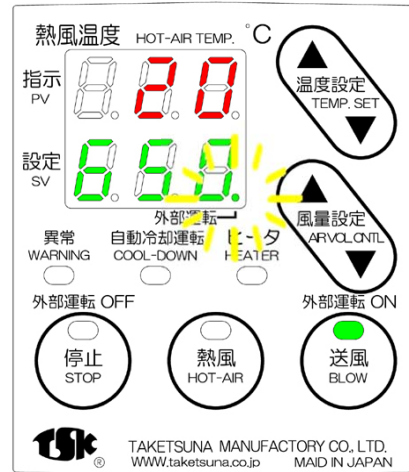 熱風温度 HOT-AIR TEMP. °C
指示
PV
20
設定
SV
外部運転
温度設定
TEMP. SET
風量設定
AIRVOL.CNTL
異常
WARNING
自動冷却運転
COOL-DOWN
ヒータ
HEATER
外部運転 OFF
外部運転 ON
停止
STOP
熱風
HOT-AIR
送風
BLOW
TSK ®
TAKETSUNA MANUFACTORY CO., LTD.
WWW.taketsuna.co.jp MAID IN JAPAN